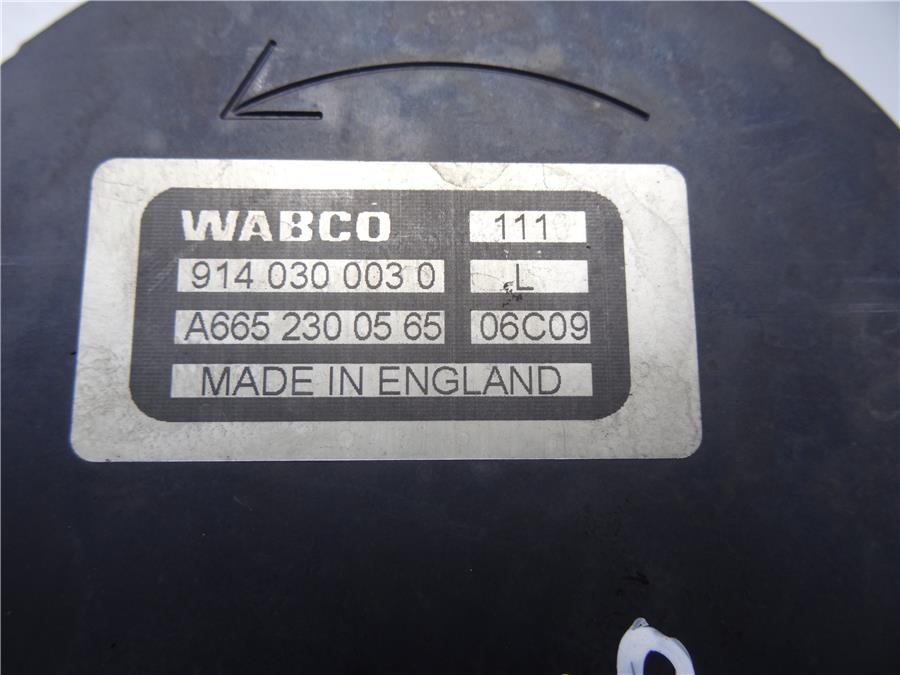 WABCO 111
914 030 003 0 L
A665 230 05 65 06C09
MADE IN ENGLAND